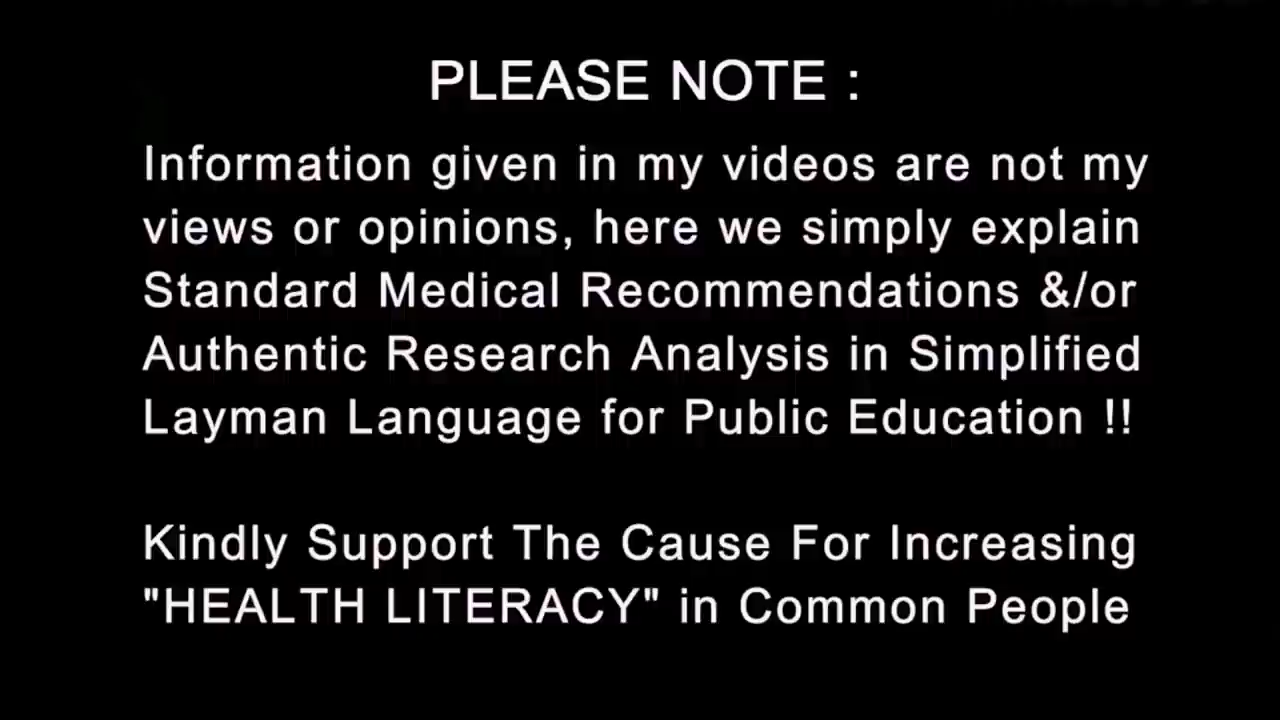 PLEASE NOTE :
Information given in my videos are not my
views or opinions, here we simply explain
Standard Medical Recommendations &/or
Authentic Research Analysis in Simplified
Layman Language for Public Education !!
Kindly Support The Cause For Increasing
"HEALTH LITERACY" in Common People